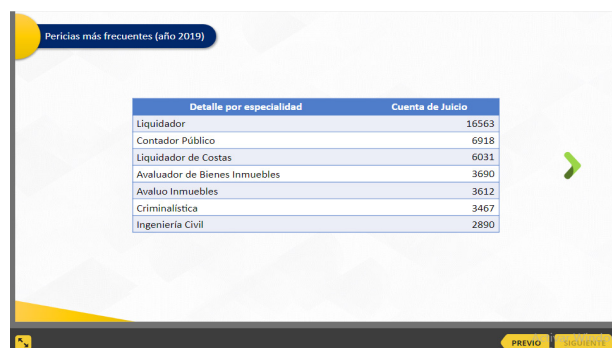 Pericias más frecuentes (año 2019)
Detalle por especialidad Cuenta de Juicio
Liquidador 16563
Contador Público 6918
Liquidador de Costas 6031
Avaluador de Bienes Inmuebles 3690
Avaluo Inmuebles 3612
Criminalística 3467
Ingeniería Civil 2890
PREVIO SIGUIENTE